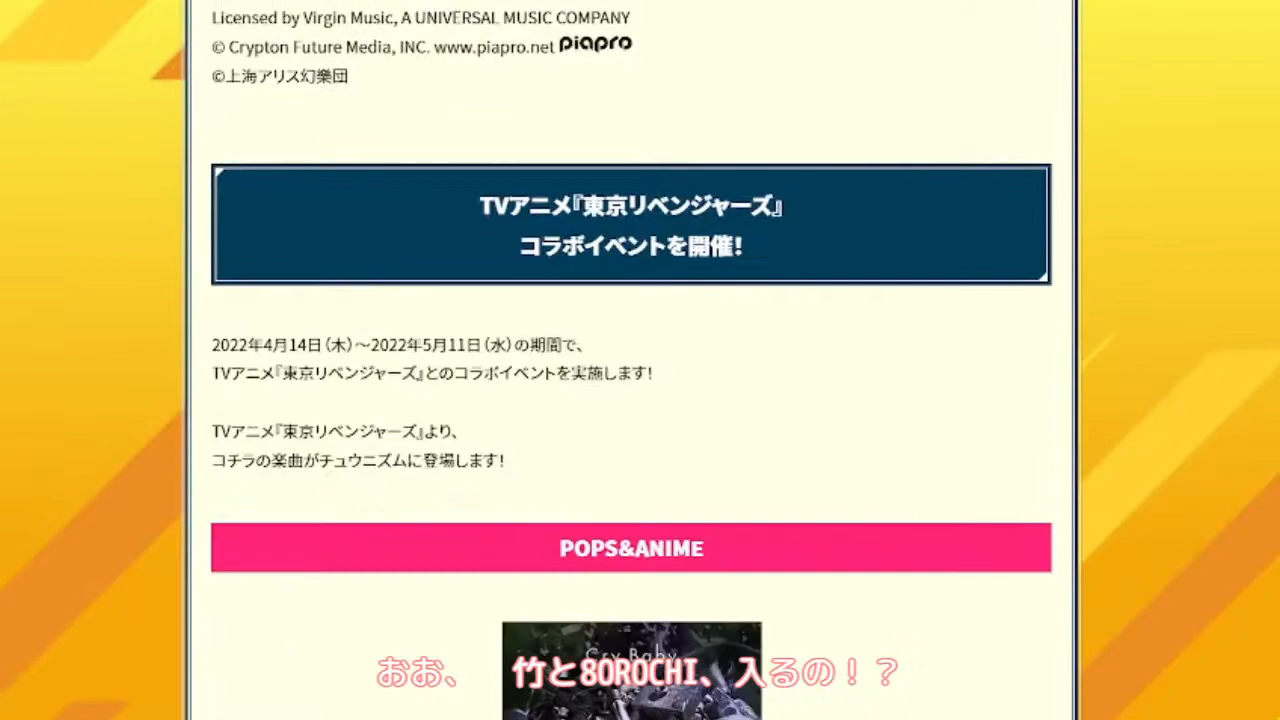 Licensed by Virgin Music, A UNIVERSAL MUSIC COMPANY
© Crypton Future Media, INC. www.piapro.net piapro
©上海アリス幻樂団
TVアニメ『東京リベンジャーズ』
コラボイベントを開催！
2022年4月14日（木）～2022年5月11日（水）の期間で、
TVアニメ『東京リベンジャーズ』とのコラボイベントを実施します！
TVアニメ『東京リベンジャーズ』より、
コチラの楽曲がチュウニズムに登場します！
POPS&ANIME
Cry Baby
おお、　竹と8OROCHI、入るの！？